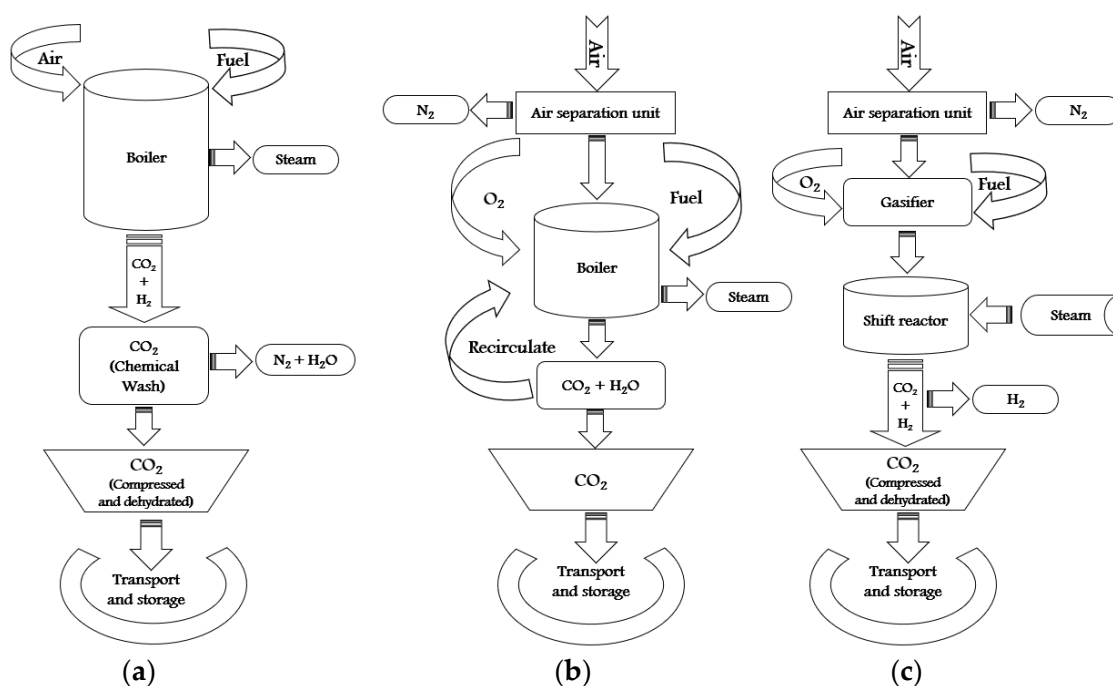 Air
Fuel
Boiler
Steam
CO₂
+
H₂
CO₂
(Chemical
Wash)
N₂ + H₂O
CO₂
(Compressed
and dehydrated)
Transport
and storage
(a)
Air
N₂
Air separation unit
O₂
Fuel
Boiler
Steam
Recirculate
CO₂ + H₂O
CO₂
Transport
and storage
(b)
Air
Air separation unit
N₂
O₂
Fuel
Gasifier
Shift reactor
Steam
CO₂
+
H₂
H₂
CO₂
(Compressed
and dehydrated)
Transport
and storage
(c)